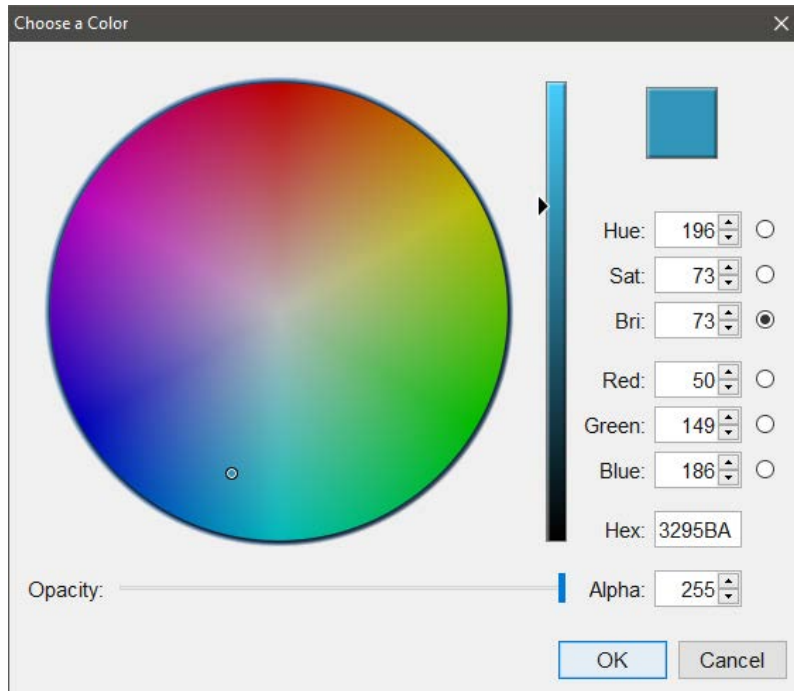 Choose a Color
Hue: 196
Sat: 73
Bri: 73
Red: 50
Green: 149
Blue: 186
Hex: 3295BA
Opacity:
Alpha: 255
OK
Cancel